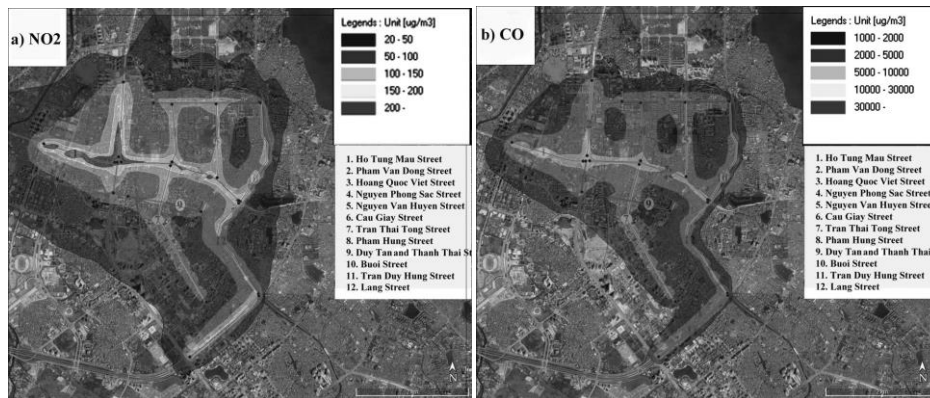 a) NO2
Legends : Unit [ug/m3]
20 - 50
50 - 100
100 - 150
150 - 200
200 -
1. Ho Tung Mau Street
2. Pham Van Dong Street
3. Hoang Quoc Viet Street
4. Nguyen Phong Sac Street
5. Nguyen Van Huyen Street
6. Cau Giay Street
7. Tran Thai Tong Street
8. Pham Hung Street
9. Duy Tan and Thanh Thai St
10. Buoi Street
11. Tran Duy Hung Street
12. Lang Street
N
b) CO
Legends : Unit [ug/m3]
1000 - 2000
2000 - 5000
5000 - 10000
10000 - 30000
30000 -
1. Ho Tung Mau Street
2. Pham Van Dong Street
3. Hoang Quoc Viet Street
4. Nguyen Phong Sac Street
5. Nguyen Van Huyen Street
6. Cau Giay Street
7. Tran Thai Tong Street
8. Pham Hung Street
9. Duy Tan and Thanh Thai
10. Buoi Street
11. Tran Duy Hung Street
12. Lang Street
N